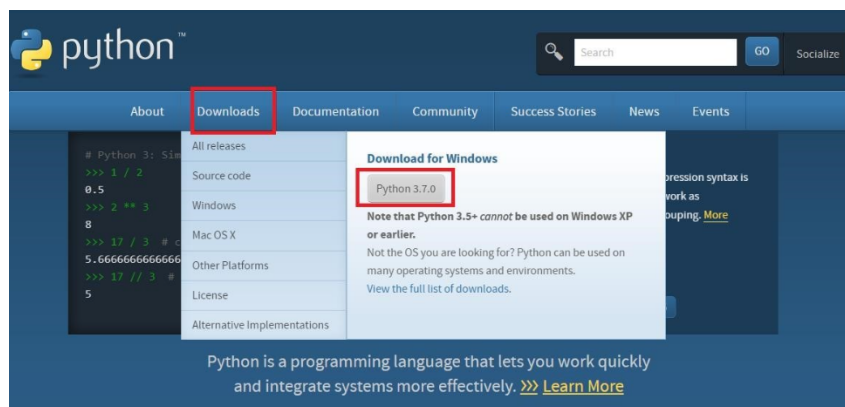 python™
Search
GO
Socialize
About
Downloads
Documentation
Community
Success Stories
News
Events
# Python 3: Sim
>>> 1 / 2
0.5
>>> 2 ** 3
8
>>> 17 / 3 # c
5.666666666666
>>> 17 // 3 #
5
All releases
Source code
Windows
Mac OS X
Other Platforms
License
Alternative Implementations
Download for Windows
Python 3.7.0
Note that Python 3.5+ cannot be used on Windows XP
or earlier.
Not the OS you are looking for? Python can be used on
many operating systems and environments.
View the full list of downloads.
pression syntax is
work as
ouping. More
Python is a programming language that lets you work quickly
and integrate systems more effectively. >>> Learn More